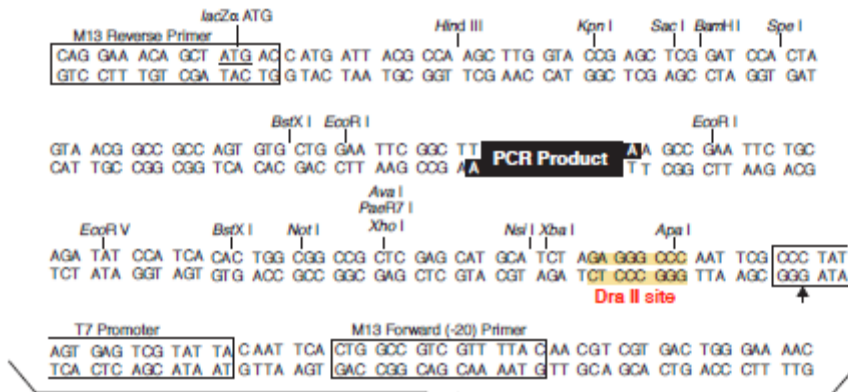 lacZα ATG
M13 Reverse Primer Hind III Kpn I Sac I BamH I Spe I
CAG GAA ACA GCT ATG AC C ATG ATT ACG CCA AGC TTG GTA CCG AGC TCG GAT CCA CTA
GTC CTT TGT CGA TAC TG G TAC TAA TGC GGT TCG AAC CAT GGC TCG AGC CTA GGT GAT
BstX I EcoR I EcoR I
GTA ACG GCC GCC AGT GTG CTG GAA TTC GGC TT PCR Product A A GCC GAA TTC TGC
CAT TGC CGG CGG TCA CAC GAC CTT AAG CCG A A T T CGG CTT AAG ACG
Ava I
PaeR7 I
EcoR V BstX I Not I Xho I Nsi I Xba I Apa I
AGA TAT CCA TCA CAC TGG CGG CCG CTC GAG CAT GCA TCT AGA GGG CCC AAT TCG CCC TAT
TCT ATA GGT AGT GTG ACC GCC GGC GAG CTC GTA CGT AGA TCT CCC GGG TTA AGC GGG ATA
Dra II site
T7 Promoter M13 Forward (-20) Primer
AGT GAG TCG TAT TA C AAT TCA CTG GCC GTC GTT TTA C AA CGT CGT GAC TGG GAA AAC
TCA CTC AGC ATA AT G TTA AGT GAC CGG CAG CAA AAT G TT GCA GCA CTG ACC CTT TTG